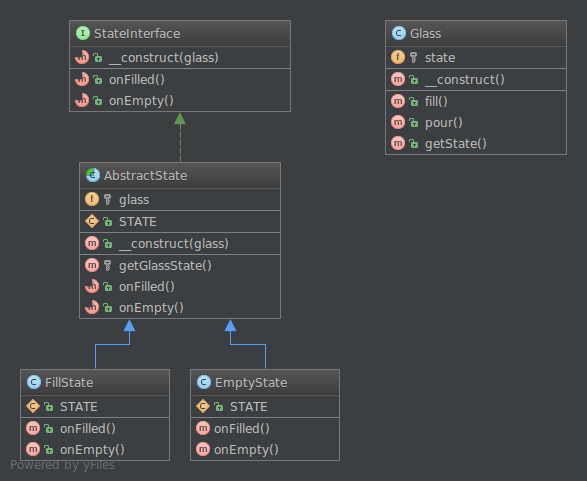 StateInterface
__construct(glass)
onFilled()
onEmpty()
Glass
state
__construct()
fill()
pour()
getState()
AbstractState
glass
STATE
__construct(glass)
getGlassState()
onFilled()
onEmpty()
FillState
STATE
onFilled()
onEmpty()
EmptyState
STATE
onFilled()
onEmpty()
Powered by yFiles